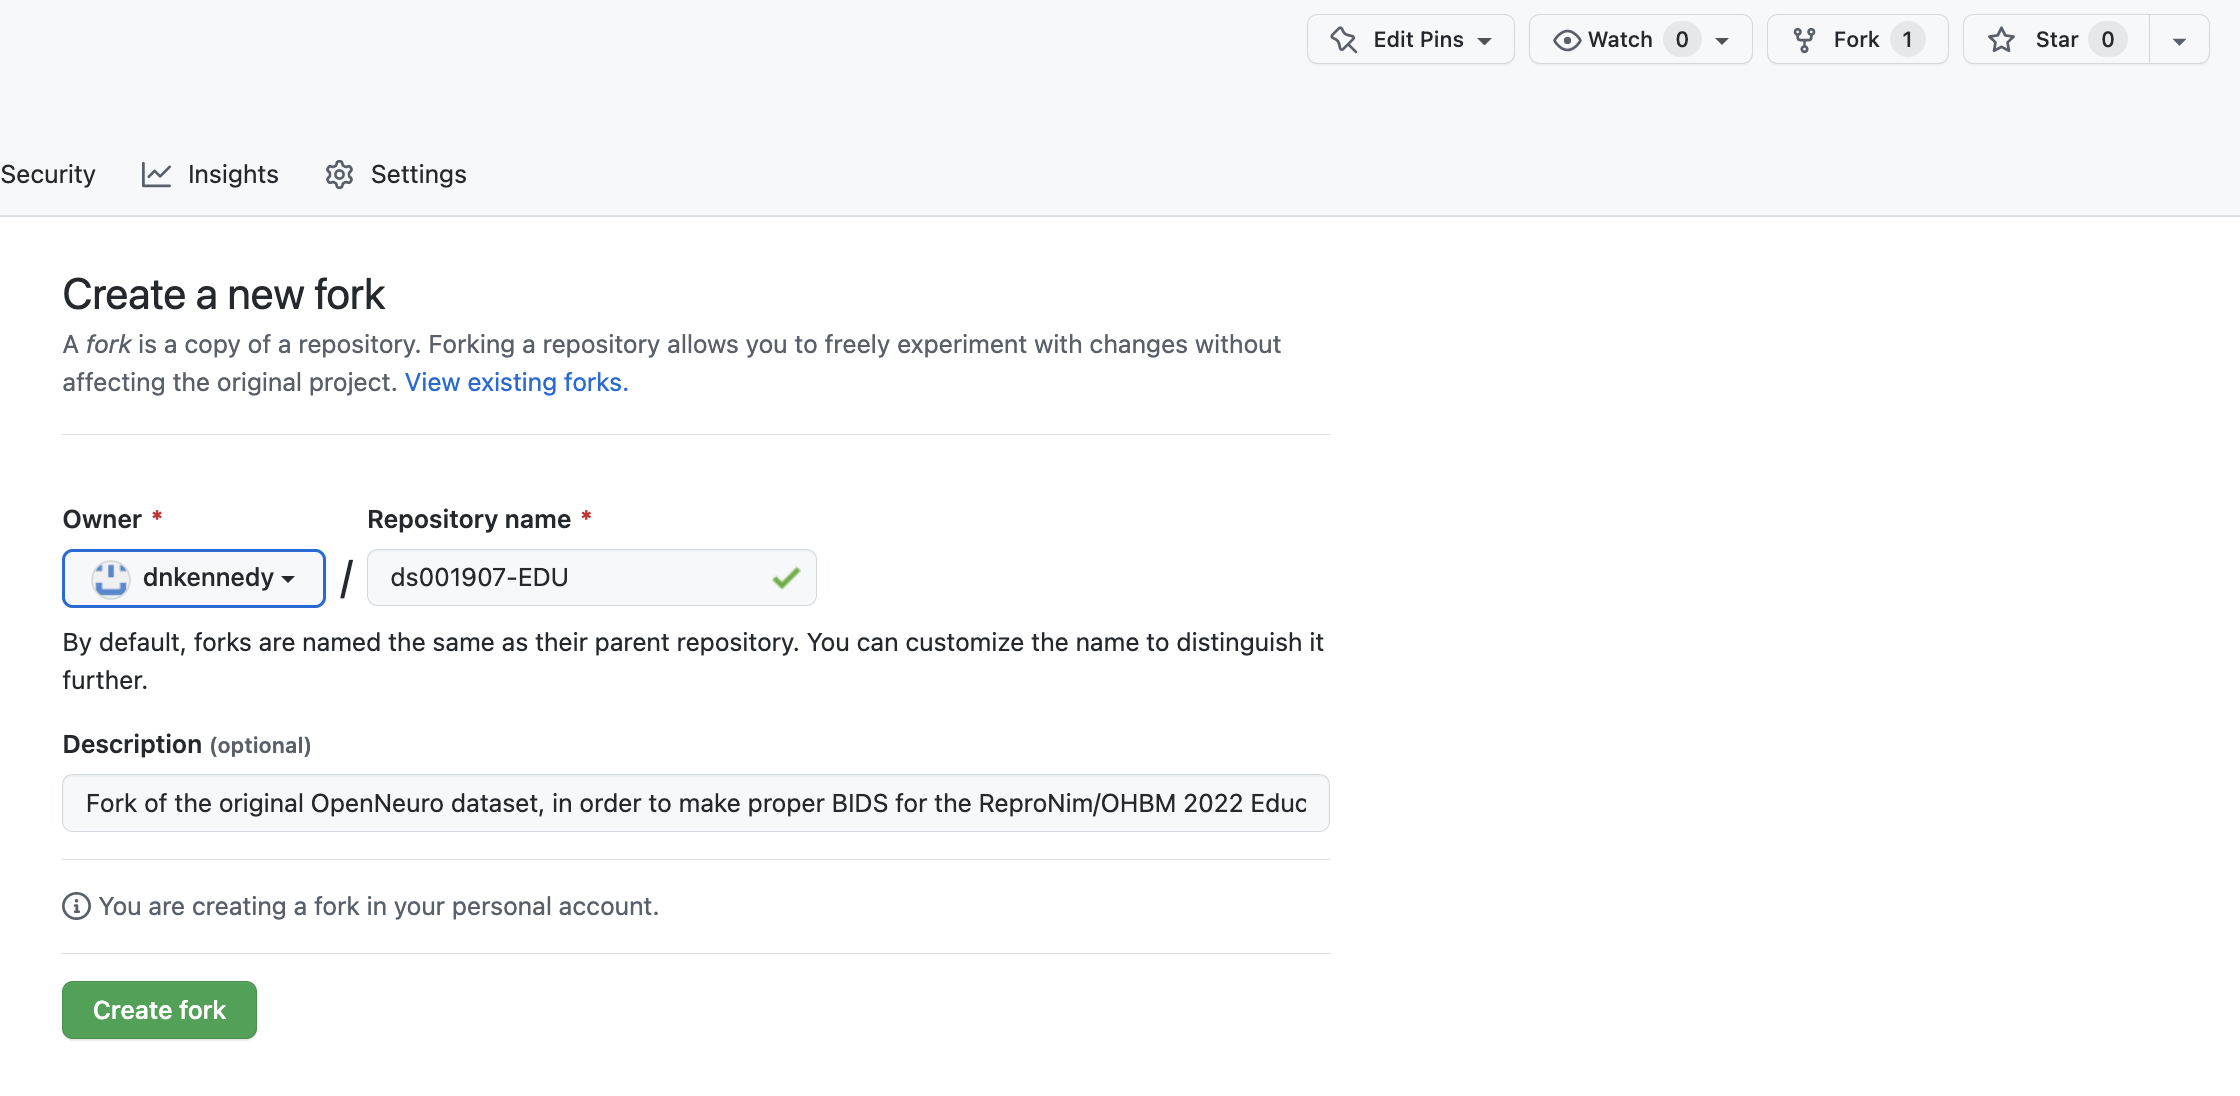 Edit Pins Watch 0 Fork 1 Star 0
Security Insights Settings
Create a new fork
A fork is a copy of a repository. Forking a repository allows you to freely experiment with changes without
affecting the original project. View existing forks.
Owner * Repository name *
dnkennedy / ds001907-EDU
By default, forks are named the same as their parent repository. You can customize the name to distinguish it
further.
Description (optional)
Fork of the original OpenNeuro dataset, in order to make proper BIDS for the ReproNim/OHBM 2022 Educ
You are creating a fork in your personal account.
Create fork